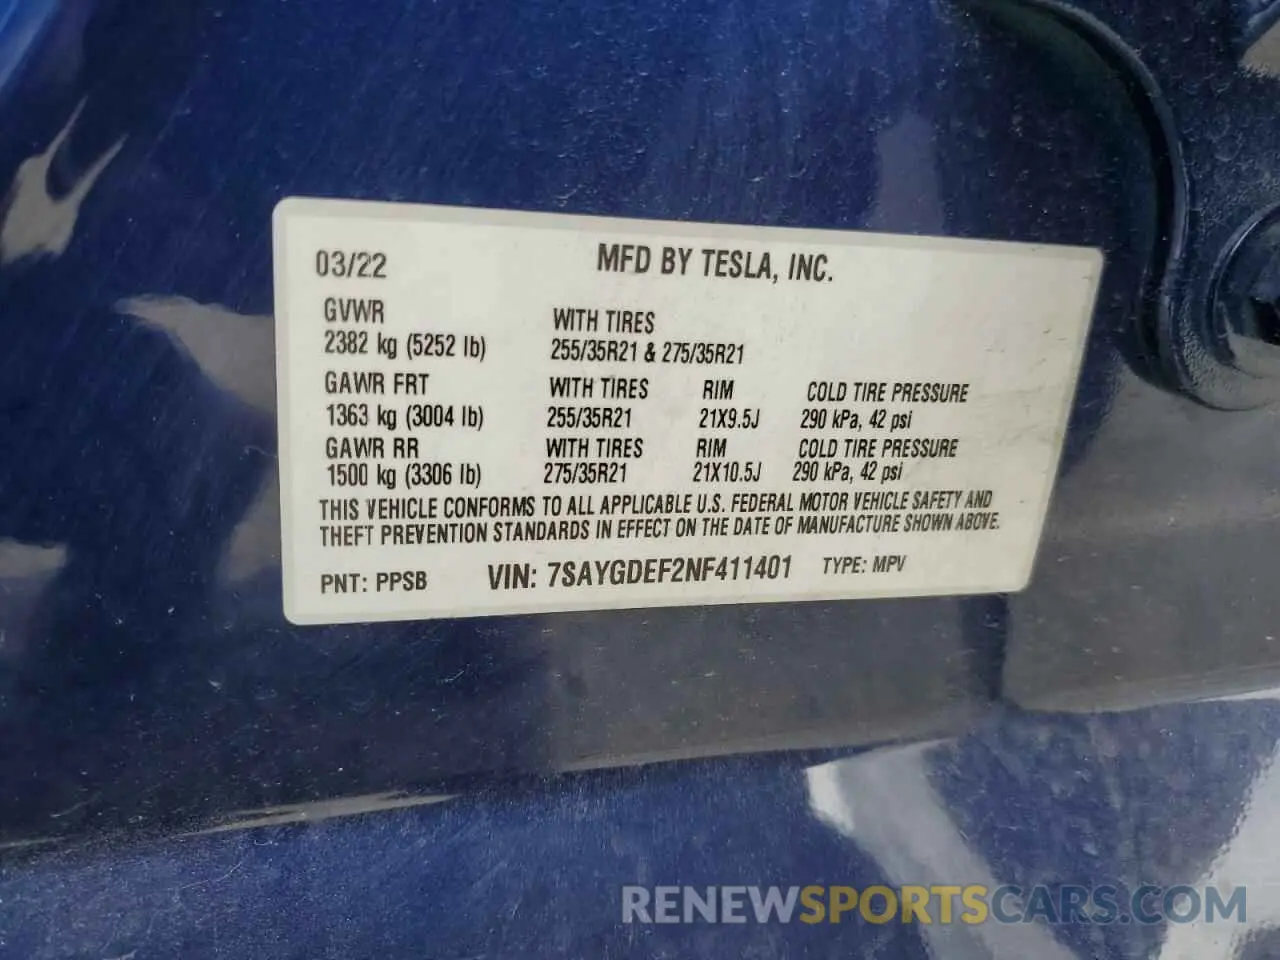 03/22 MFD BY TESLA, INC.
GVWR WITH TIRES
2382 kg (5252 lb) 255/35R21 & 275/35R21
GAWR FRT WITH TIRES RIM COLD TIRE PRESSURE
1363 kg (3004 lb) 255/35R21 21X9.5J 290 kPa, 42 psi
GAWR RR WITH TIRES RIM COLD TIRE PRESSURE
1500 kg (3306 lb) 275/35R21 21X10.5J 290 kPa, 42 psi
THIS VEHICLE CONFORMS TO ALL APPLICABLE U.S. FEDERAL MOTOR VEHICLE SAFETY AND
THEFT PREVENTION STANDARDS IN EFFECT ON THE DATE OF MANUFACTURE SHOWN ABOVE.
PNT: PPSB VIN: 7SAYGDEF2NF411401 TYPE: MPV
RENEWSPORTSCARS.COM